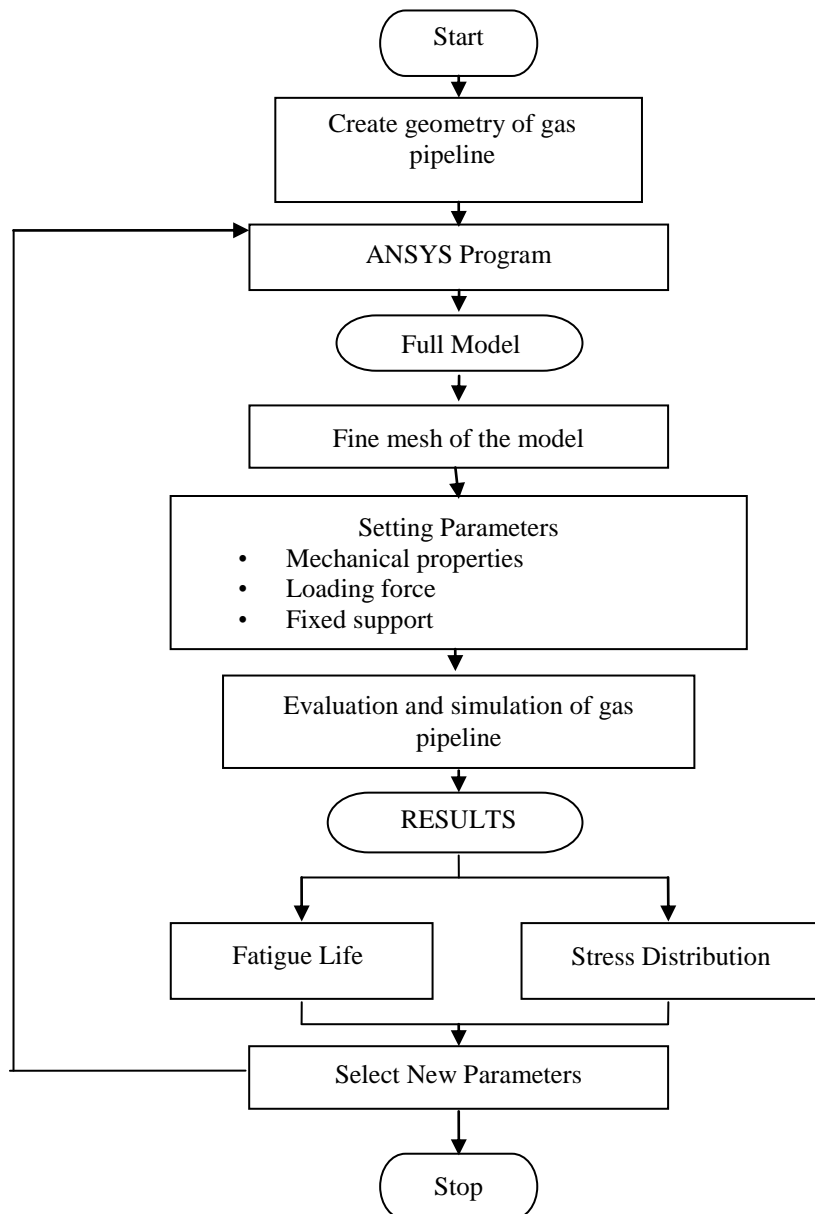 Start
Create geometry of gas
pipeline
ANSYS Program
Full Model
Fine mesh of the model
Setting Parameters
• Mechanical properties
• Loading force
• Fixed support
Evaluation and simulation of gas
pipeline
RESULTS
Fatigue Life
Stress Distribution
Select New Parameters
Stop